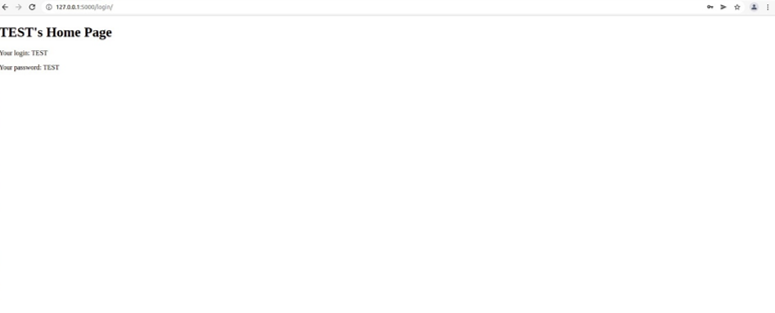 127.0.0.1:5000/login/
TEST's Home Page
Your login: TEST
Your password: TEST